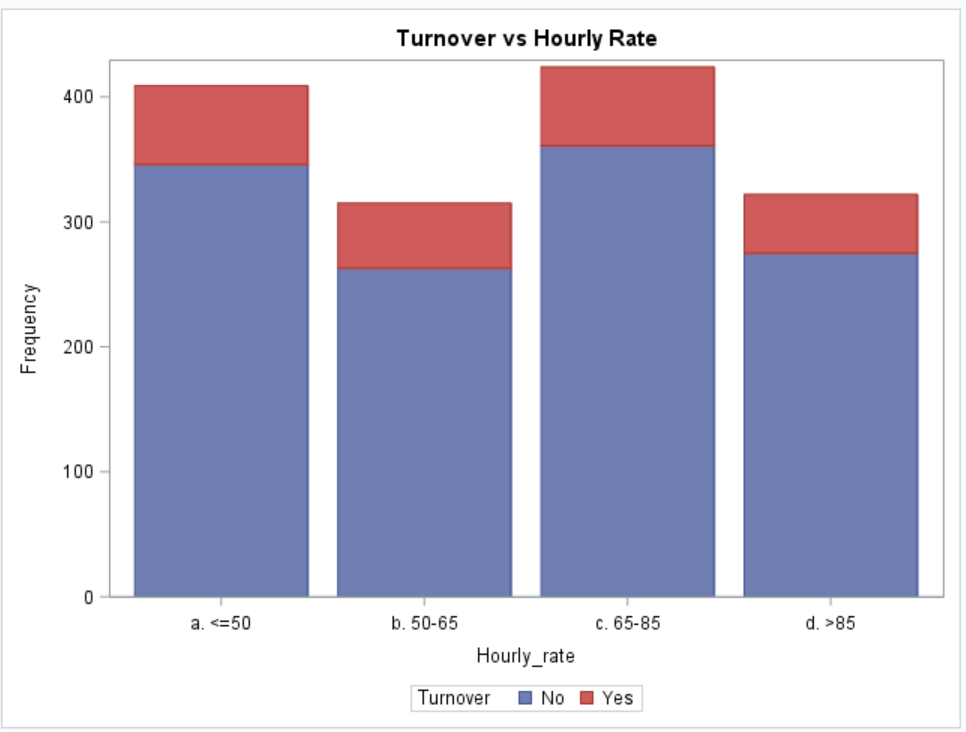 Turnover vs Hourly Rate
Frequency
400
300
200
100
0
a. <=50 b. 50-65 c. 65-85 d. >85
Hourly_rate
Turnover No Yes